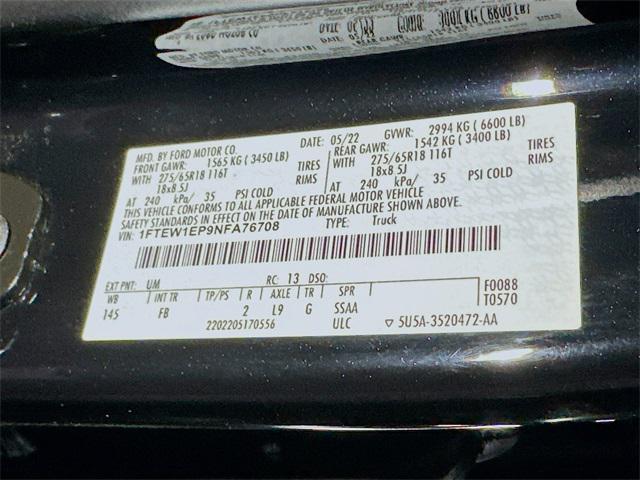 MFD. BY FORD MOTOR CO. DATE: 05/22 GVWR: 2994 KG ( 6600 LB)
FRONT GAWR: 1565 KG ( 3450 LB) REAR GAWR: 1542 KG ( 3400 LB)
WITH 275/65R18 116T TIRES WITH 275/65R18 116T TIRES
18x8.5J RIMS 18x8.5J RIMS
AT 240 kPa/ 35 PSI COLD AT 240 kPa/ 35 PSI COLD
THIS VEHICLE CONFORMS TO ALL APPLICABLE FEDERAL MOTOR VEHICLE
SAFETY STANDARDS IN EFFECT ON THE DATE OF MANUFACTURE SHOWN ABOVE.
VIN: 1FTEW1EP9NFA76708 TYPE: Truck
EXT PNT: UM RC: 13 DSO: F0088
WB INT TR TP/PS R AXLE TR SPR T0570
145 FB 2 L9 G SSAA
2202205170556 ULC ▽ 5U5A-3520472-AA